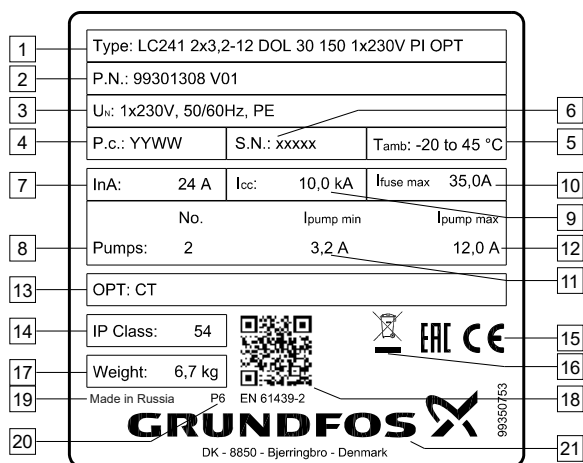 1 Type: LC241 2x3,2-12 DOL 30 150 1x230V PI OPT
2 P.N.: 99301308 V01
3 UN: 1x230V, 50/60Hz, PE 6
4 P.c.: YYWW S.N.: xxxxx Tamb: -20 to 45 °C 5
7 InA: 24 A Icc: 10,0 kA Ifuse max 35,0A 10
No. Ipump min Ipump max 9
8 Pumps: 2 3,2 A 12,0 A 12
11
13 OPT: CT
14 IP Class: 54 EAC CE 15
16
17 Weight: 6,7 kg
19 Made in Russia P6 EN 61439-2 18
99350753
20 GRUNDFOS
DK - 8850 - Bjerringbro - Denmark 21